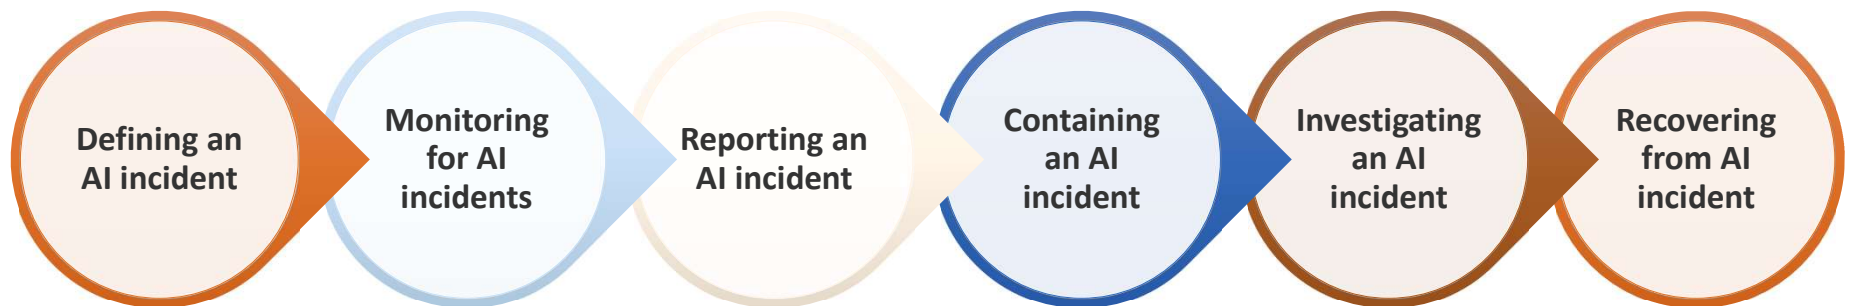 Defining an
AI incident
Monitoring
for AI
incidents
Reporting an
AI incident
Containing
an AI
incident
Investigating
an AI
incident
Recovering
from AI
incident